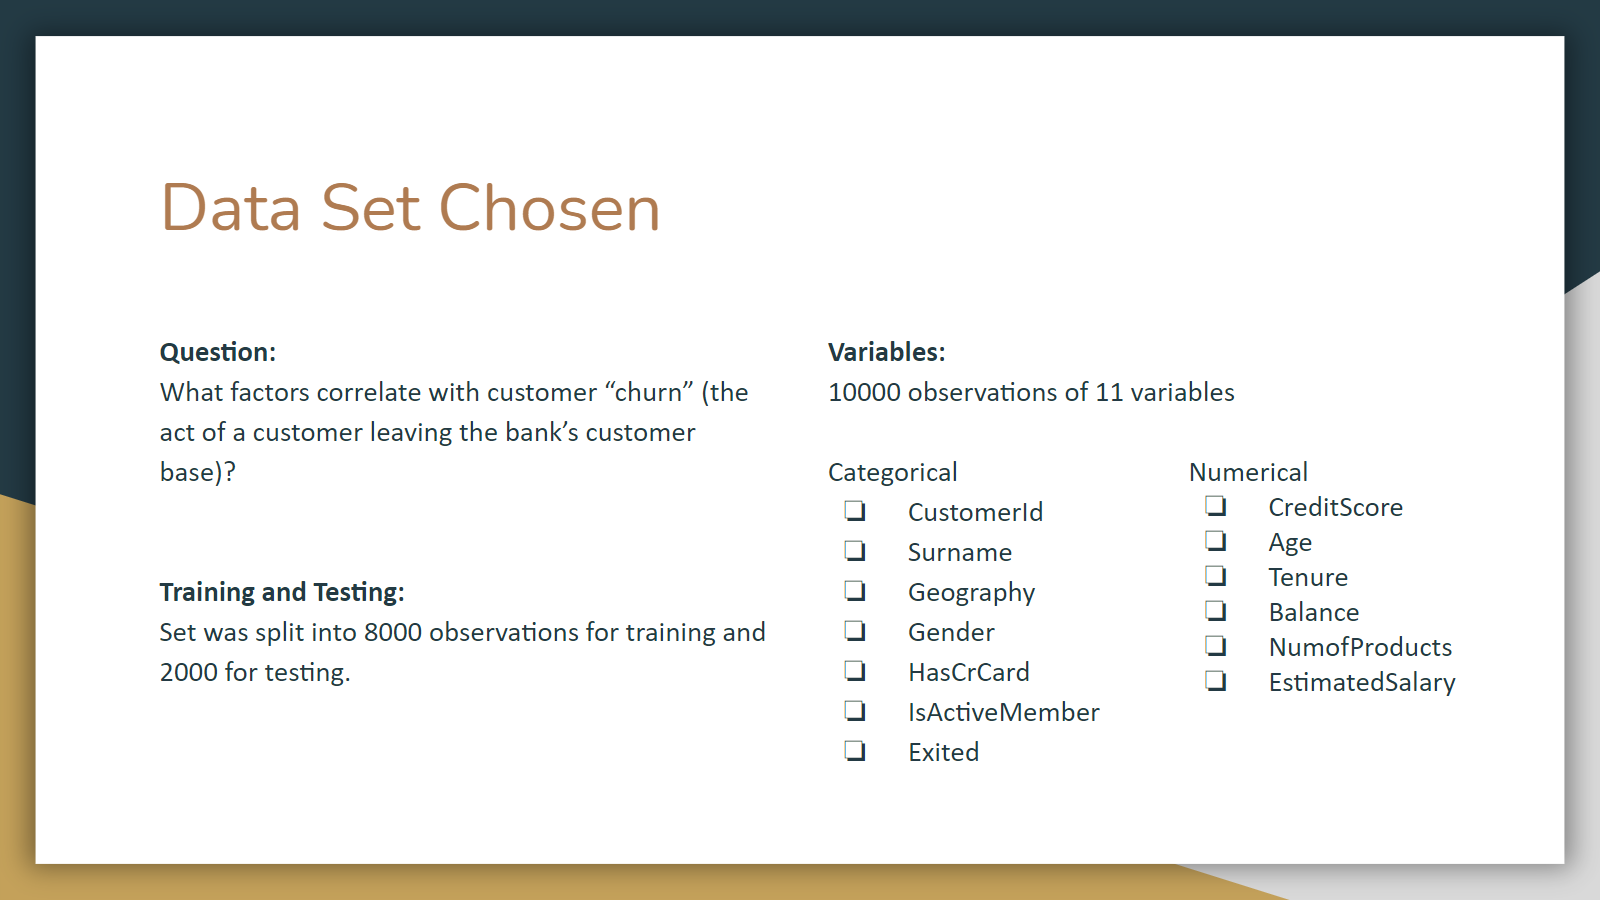 Data Set Chosen
Question:
What factors correlate with customer “churn” (the
act of a customer leaving the bank’s customer
base)?
Training and Testing:
Set was split into 8000 observations for training and
2000 for testing.
Variables:
10000 observations of 11 variables
Categorical
CustomerId
Surname
Geography
Gender
HasCrCard
IsActiveMember
Exited
Numerical
CreditScore
Age
Tenure
Balance
NumofProducts
EstimatedSalary